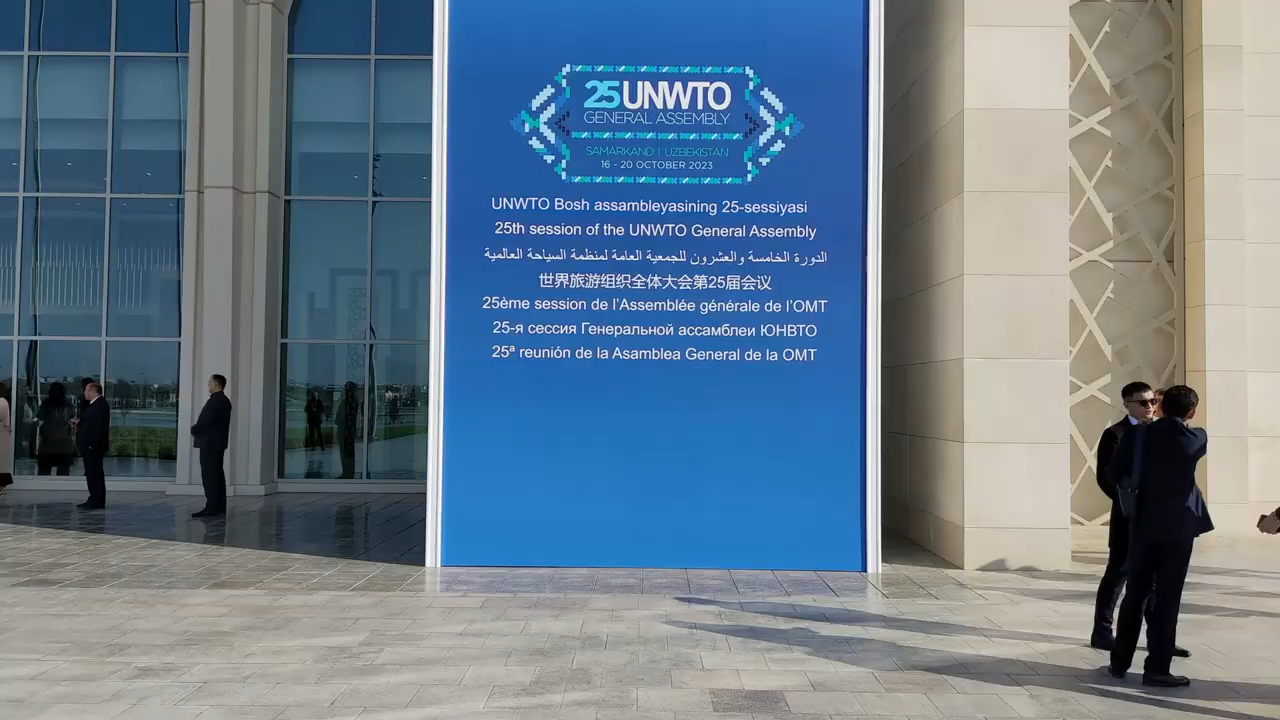 25 UNWTO
GENERAL ASSEMBLY
SAMARKAND | UZBEKISTAN
16 - 20 OCTOBER 2023
UNWTO Bosh assambleyasining 25-sessiyasi
25th session of the UNWTO General Assembly
الدورة الخامسة والعشرون للجمعية العامة لمنظمة السياحة العالمية
世界旅游组织全体大会第25届会议
25ème session de l'Assemblée générale de l'OMT
25-я сессия Генеральной ассамблеи ЮНВТО
25ª reunión de la Asamblea General de la OMT